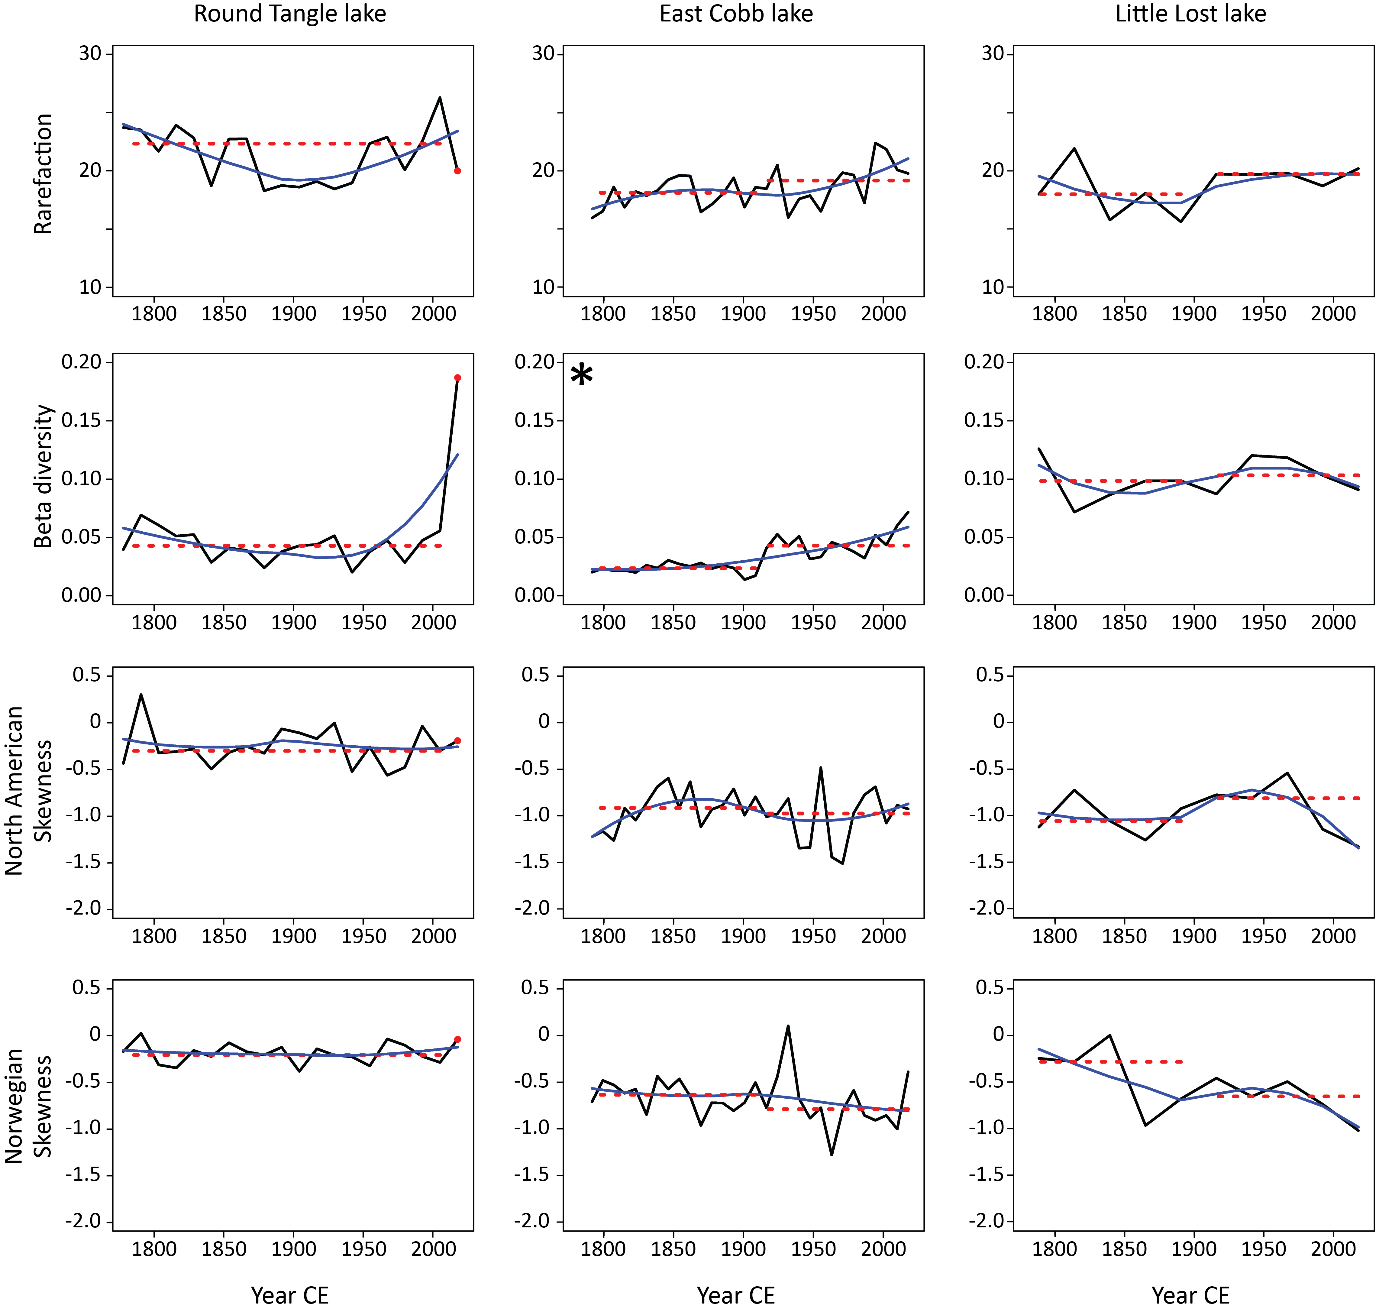 Round Tangle lake East Cobb lake Little Lost lake
30 30 30
20 20 20
10 10 10
Rarefaction
1800 1850 1900 1950 2000 1800 1850 1900 1950 2000 1800 1850 1900 1950 2000
0.20 0.20 0.20
*
0.15 0.15 0.15
0.10 0.10 0.10
0.05 0.05 0.05
0.00 0.00 0.00
Beta diversity
1800 1850 1900 1950 2000 1800 1850 1900 1950 2000 1800 1850 1900 1950 2000
0.5 0.5 0.5
0 0 0
-0.5 -0.5 -0.5
-1.0 -1.0 -1.0
-1.5 -1.5 -1.5
-2.0 -2.0 -2.0
North American
Skewness
1800 1850 1900 1950 2000 1800 1850 1900 1950 2000 1800 1850 1900 1950 2000
0.5 0.5 0.5
0 0 0
-0.5 -0.5 -0.5
-1.0 -1.0 -1.0
-1.5 -1.5 -1.5
-2.0 -2.0 -2.0
Norwegian
Skewness
1800 1850 1900 1950 2000 1800 1850 1900 1950 2000 1800 1850 1900 1950 2000
Year CE Year CE Year CE